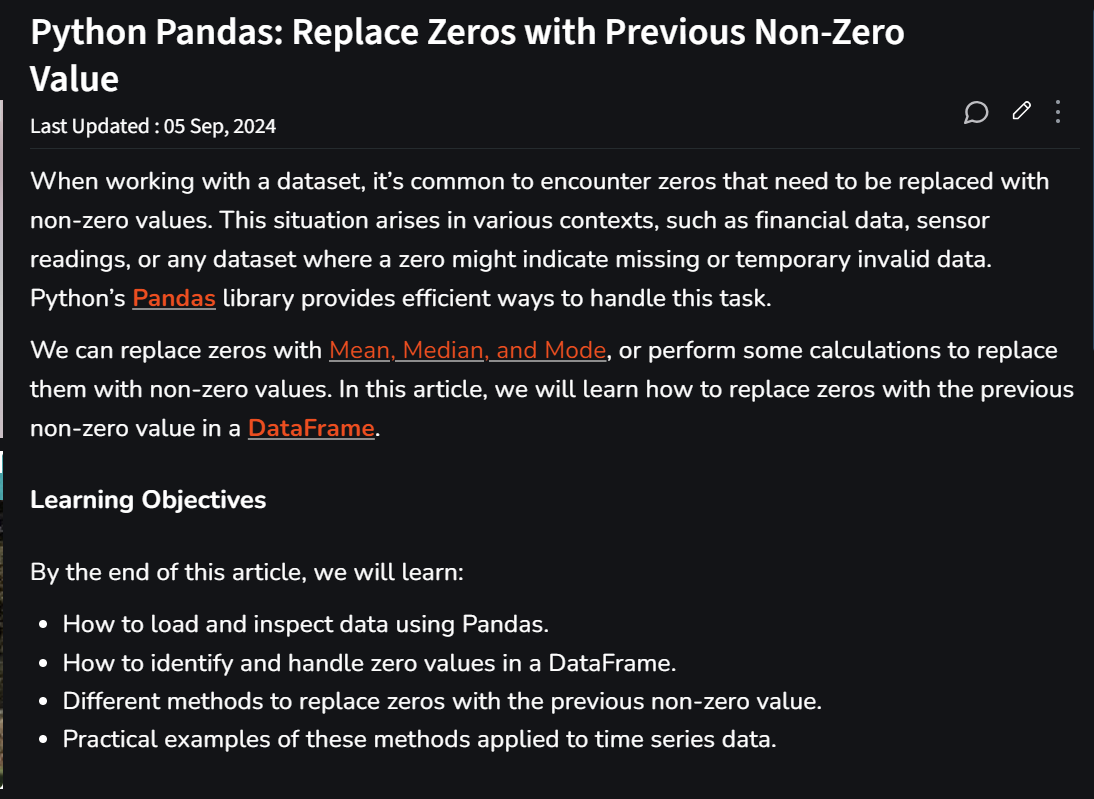 Python Pandas: Replace Zeros with Previous Non-Zero
Value
Last Updated : 05 Sep, 2024
When working with a dataset, it’s common to encounter zeros that need to be replaced with
non-zero values. This situation arises in various contexts, such as financial data, sensor
readings, or any dataset where a zero might indicate missing or temporary invalid data.
Python’s Pandas library provides efficient ways to handle this task.
We can replace zeros with Mean, Median, and Mode, or perform some calculations to replace
them with non-zero values. In this article, we will learn how to replace zeros with the previous
non-zero value in a DataFrame.
Learning Objectives
By the end of this article, we will learn:
• How to load and inspect data using Pandas.
• How to identify and handle zero values in a DataFrame.
• Different methods to replace zeros with the previous non-zero value.
• Practical examples of these methods applied to time series data.